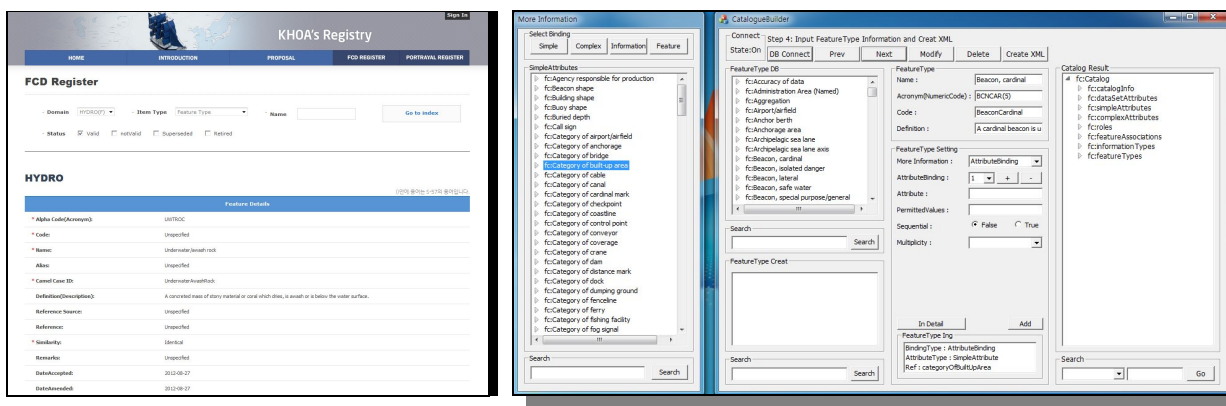 Sign In
KHOA's Registry
HOME INTRODUCTION PROPOSAL FCD REGISTER PORTRAYAL REGISTER
FCD Register
Domain HYDRO(F) Item Type Feature Type Name Go to index
Status Valid notValid Superseded Retired
HYDRO
Feature Details
* Alpha Code(Acronym): UWTROC
* Code: Unspecified
* Name: Underwater/awash rock
Alias: Unspecified
* Camel Case ID: UnderwaterAwashRock
Definition(Description): A concreted mass of stony material or coral which dries, is awash or is below the water surface.
Reference Source: Unspecified
Reference: Unspecified
* Similarity: Identical
Remarks: Unspecified
DateAccepted: 2012-08-27
DateAmended: 2012-08-27
More Information
Select Binding
Simple Complex Information Feature
SimpleAttributes
fc:Agency responsible for production
fc:Beacon shape
fc:Building shape
fc:Buoy shape
fc:Buried depth
fc:Call sign
fc:Category of airport/airfield
fc:Category of anchorage
fc:Category of bridge
fc:Category of built-up area
fc:Category of cable
fc:Category of canal
fc:Category of cardinal mark
fc:Category of checkpoint
fc:Category of coastline
fc:Category of control point
fc:Category of conveyor
fc:Category of coverage
fc:Category of crane
fc:Category of dam
fc:Category of distance mark
fc:Category of dock
fc:Category of dumping ground
fc:Category of fenceline
fc:Category of ferry
fc:Category of fishing facility
fc:Category of fog signal
Search
Search
CatalogueBuilder
Connect
State:On
Step 4: Input FeatureType Information and Creat XML
DB Connect Prev Next Modify Delete Create XML
FeatureType DB
fc:Accuracy of data
fc:Administration Area (Named)
fc:Aggregation
fc:Airport/airfield
fc:Anchor berth
fc:Anchorage area
fc:Archipelagic sea lane
fc:Archipelagic sea lane axis
fc:Beacon, cardinal
fc:Beacon, isolated danger
fc:Beacon, lateral
fc:Beacon, safe water
fc:Beacon, special purpose/general
Search
Search
FeatureType Creat
Search
Search
FeatureType
Name : Beacon, cardinal
Acronym(NumericCode) : BCNCAR(5)
Code : BeaconCardinal
Definition : A cardinal beacon is u
FeatureType Setting
More Information : AttributeBinding
AttributeBinding : 1 + -
Attribute :
PermittedValues :
Sequential : False True
Multiplicity :
In Detail Add
FeatureType Ing
BindingType : AttributeBinding
AttributeType : SimpleAttribute
Ref : categoryOfBuiltUpArea
Catalog Result
fc:Catalog
fc:catalogInfo
fc:dataSetAttributes
fc:simpleAttributes
fc:complexAttributes
fc:roles
fc:featureAssociations
fc:informationTypes
fc:featureTypes
Search
Go